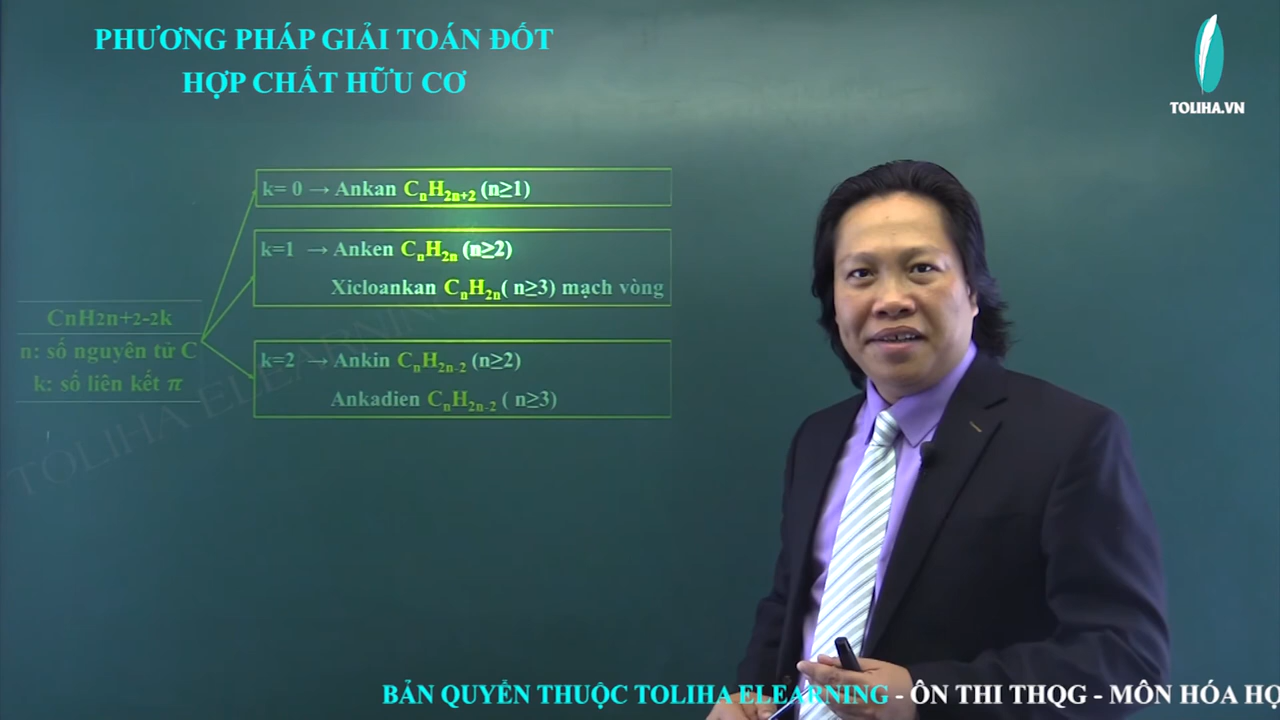 PHƯƠNG PHÁP GIẢI TOÁN ĐỐT
HỢP CHẤT HỮU CƠ
TOLIHA.VN
k= 0 → Ankan CₙH₂ₙ₊₂ (n≥1)
k=1 → Anken CₙH₂ₙ (n≥2)
Xicloankan CₙH₂ₙ( n≥3) mạch vòng
CnH2n+2-2k
n: số nguyên tử C
k: số liên kết π
k=2 → Ankin CₙH₂ₙ₋₂ (n≥2)
Ankadien CₙH₂ₙ₋₂ ( n≥3)
TOLIHA ELEARNING
BẢN QUYỀN THUỘC TOLIHA ELEARNING - ÔN THI THQG - MÔN HÓA HỌ